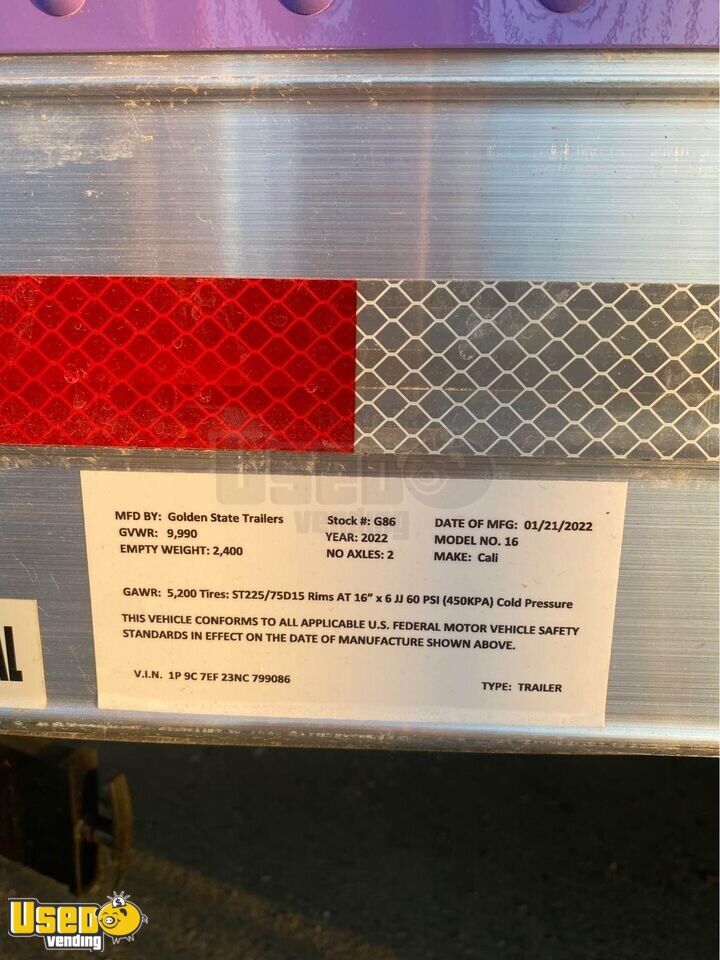 MFD BY: Golden State Trailers Stock #: G86 DATE OF MFG: 01/21/2022
GVWR: 9,990 YEAR: 2022 MODEL NO. 16
EMPTY WEIGHT: 2,400 NO AXLES: 2 MAKE: Cali
GAWR: 5,200 Tires: ST225/75D15 Rims AT 16" x 6 JJ 60 PSI (450KPA) Cold Pressure
THIS VEHICLE CONFORMS TO ALL APPLICABLE U.S. FEDERAL MOTOR VEHICLE SAFETY
STANDARDS IN EFFECT ON THE DATE OF MANUFACTURE SHOWN ABOVE.
V.I.N. 1P 9C 7EF 23NC 799086 TYPE: TRAILER
AL
USED
vending
USED
vending